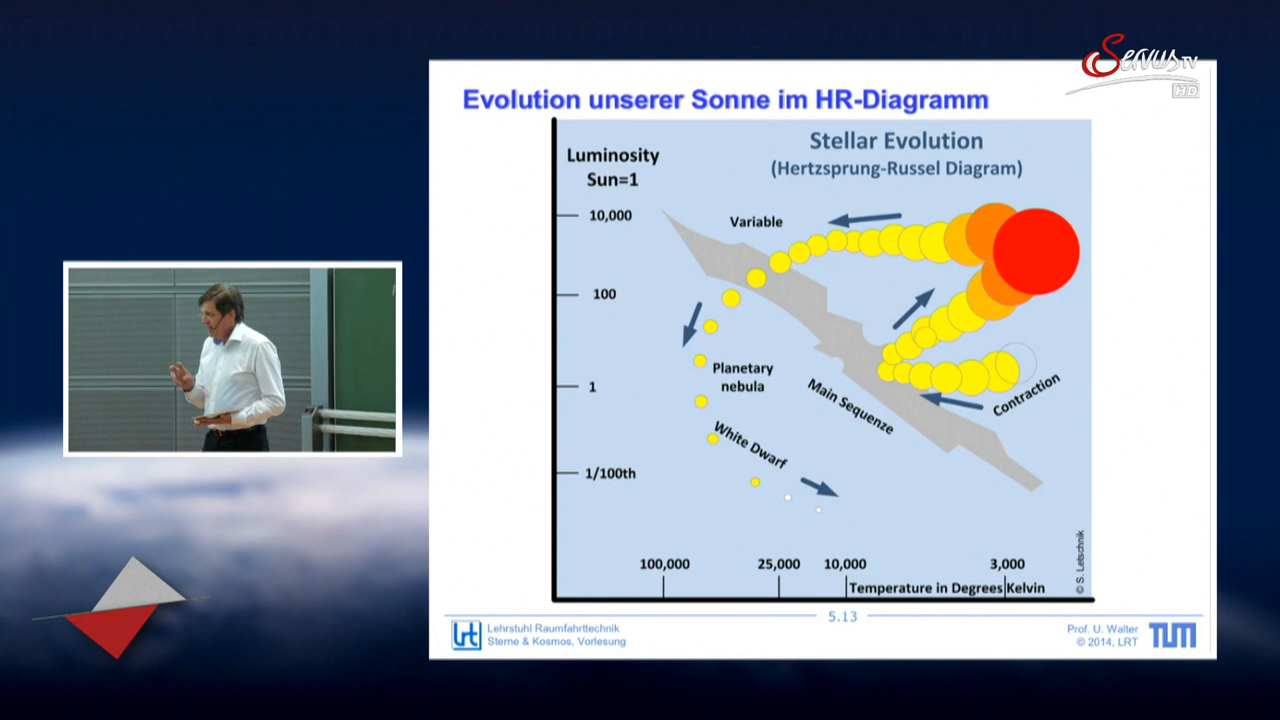 Servus TV
HD
Evolution unserer Sonne im HR-Diagramm
Stellar Evolution
(Hertzsprung-Russel Diagram)
Luminosity
Sun=1
10,000
100
1
1/100th
Variable
Planetary
nebula
White Dwarf
Main Sequenze
Contraction
100,000
25,000
10,000
3,000
Temperature in Degrees Kelvin
© S. Letschnik
5.13
lrt
Lehrstuhl Raumfahrttechnik
Sterne & Kosmos, Vorlesung
Prof. U. Walter
© 2014, LRT
TUM